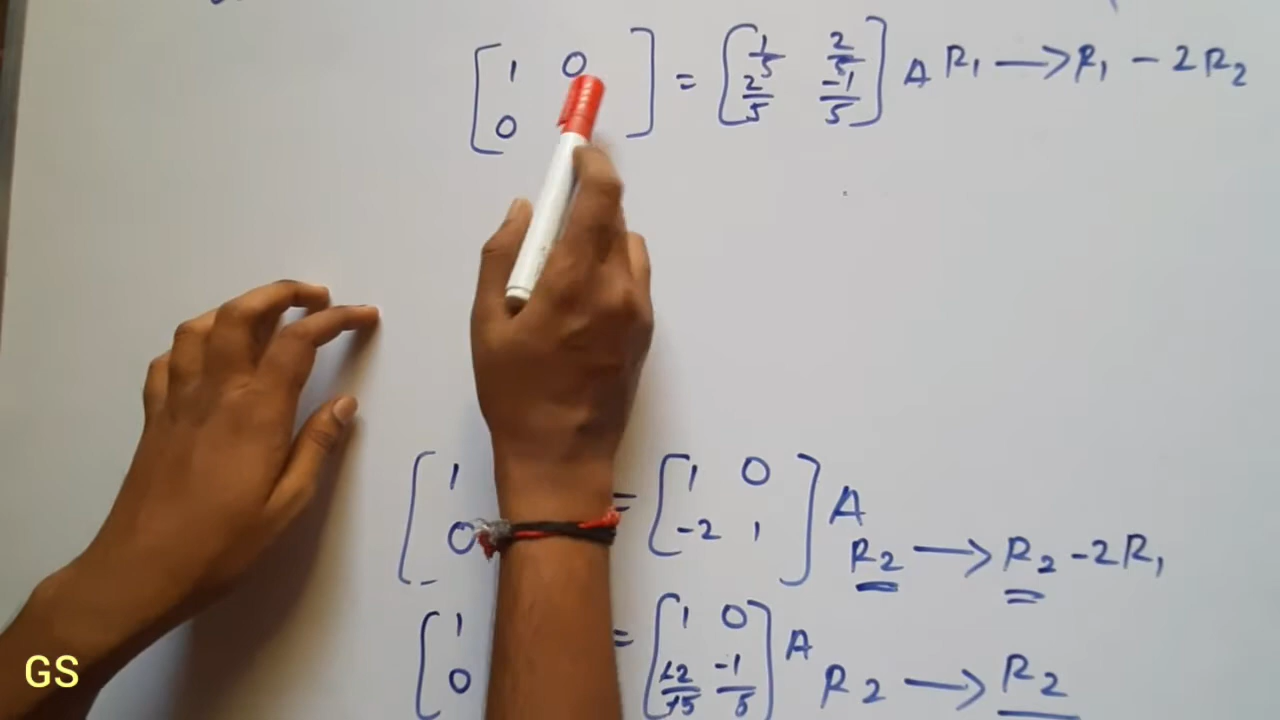 [1 0] = [1/5 2/5] A R1 → R1 - 2R2
[0 ] [2/5 -1/5]
[1 = [1 0] A
[0 [-2 1] R2 → R2 - 2R1
[1 = [1 0] A
[0 -1/5] R2 → R2
GS